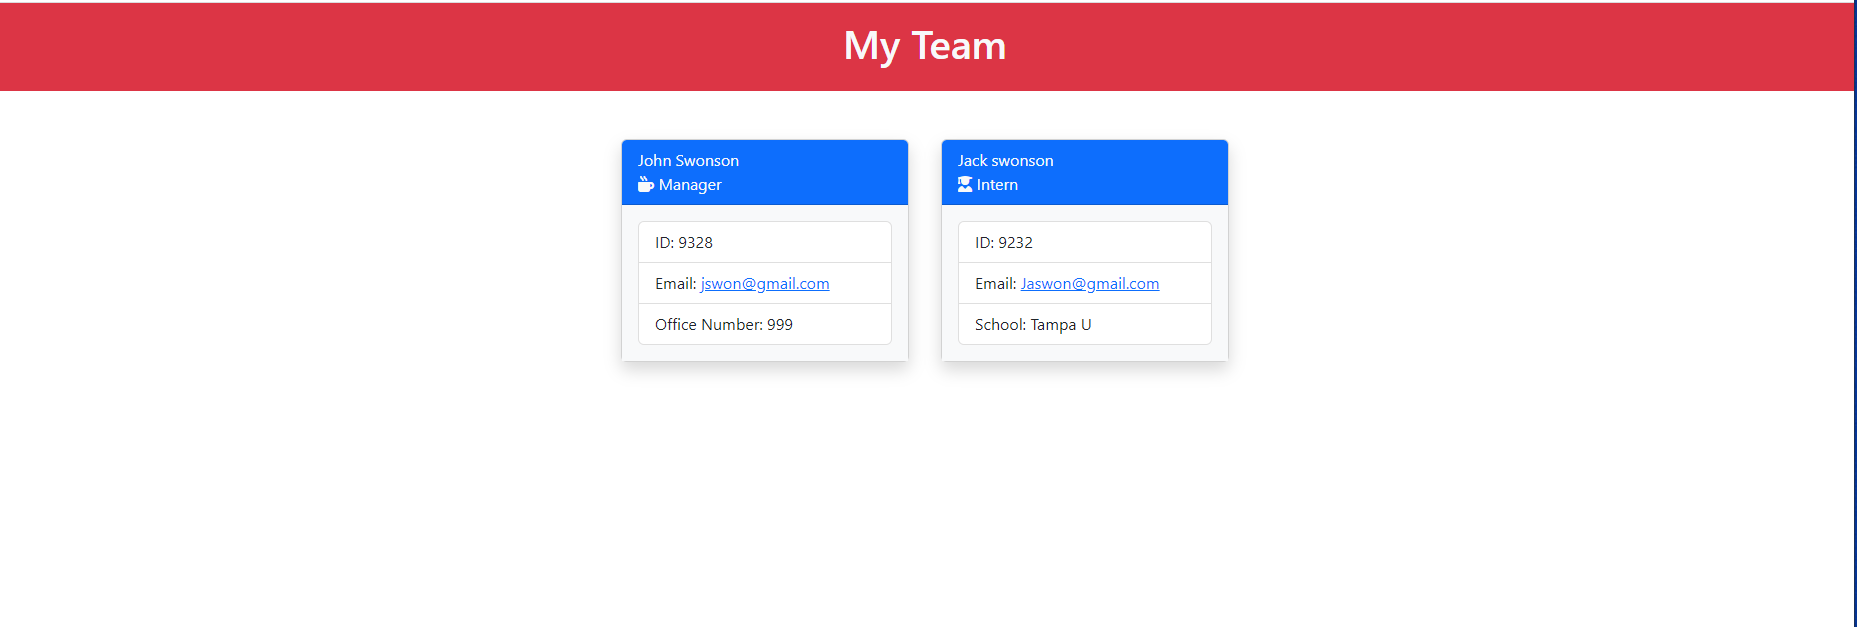 My Team
John Swonson
Manager
ID: 9328
Email: jswon@gmail.com
Office Number: 999
Jack swonson
Intern
ID: 9232
Email: Jaswon@gmail.com
School: Tampa U